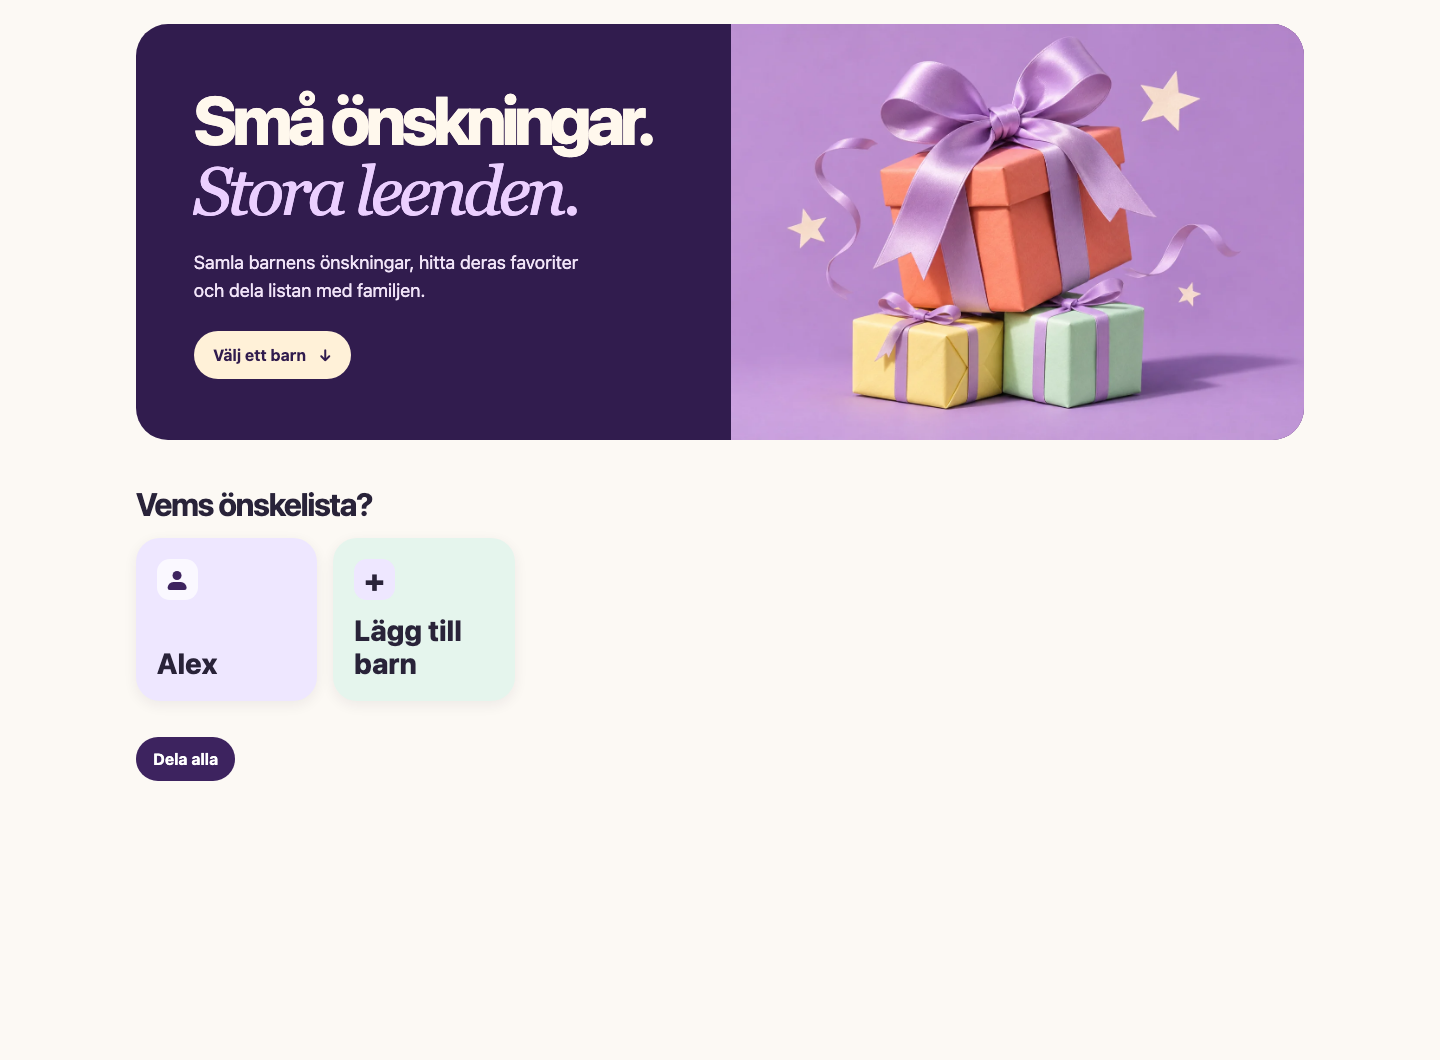 Små önskningar.
Stora leenden.
Samla barnens önskningar, hitta deras favoriter
och dela listan med familjen.
Välj ett barn ↓
Vems önskelista?
Alex
Lägg till
barn
Dela alla